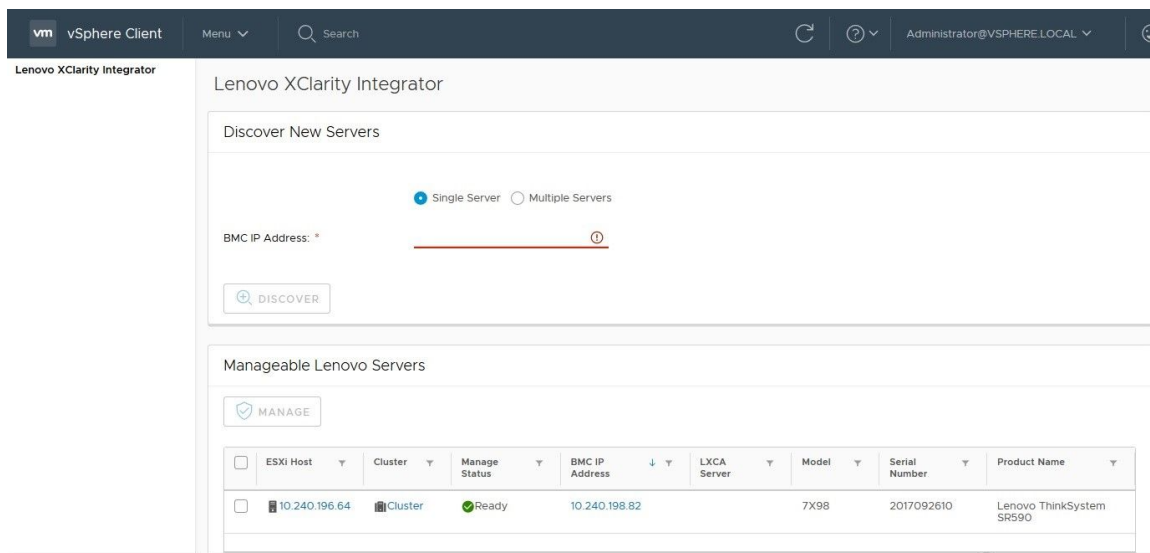 vm vSphere Client Menu Search Administrator@VSPHERE.LOCAL
Lenovo XClarity Integrator
Lenovo XClarity Integrator
Discover New Servers
Single Server Multiple Servers
BMC IP Address: *
DISCOVER
Manageable Lenovo Servers
MANAGE
ESXi Host Cluster Manage Status BMC IP Address LXCA Server Model Serial Number Product Name
10.240.196.64 Cluster Ready 10.240.198.82 7X98 2017092610 Lenovo ThinkSystem
SR590